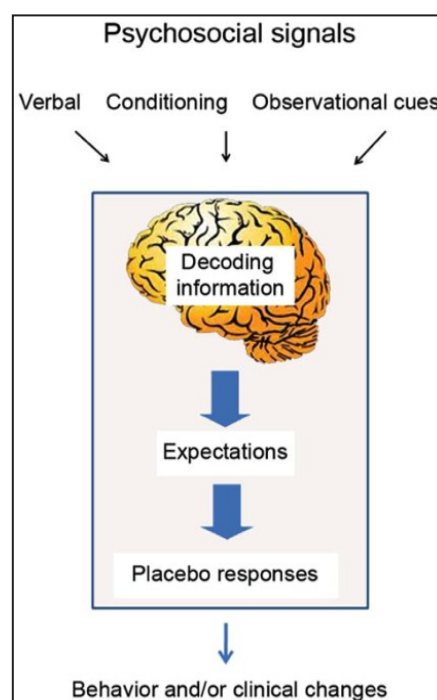 Psychosocial signals
Verbal Conditioning Observational cues
Decoding
information
Expectations
Placebo responses
Behavior and/or clinical changes